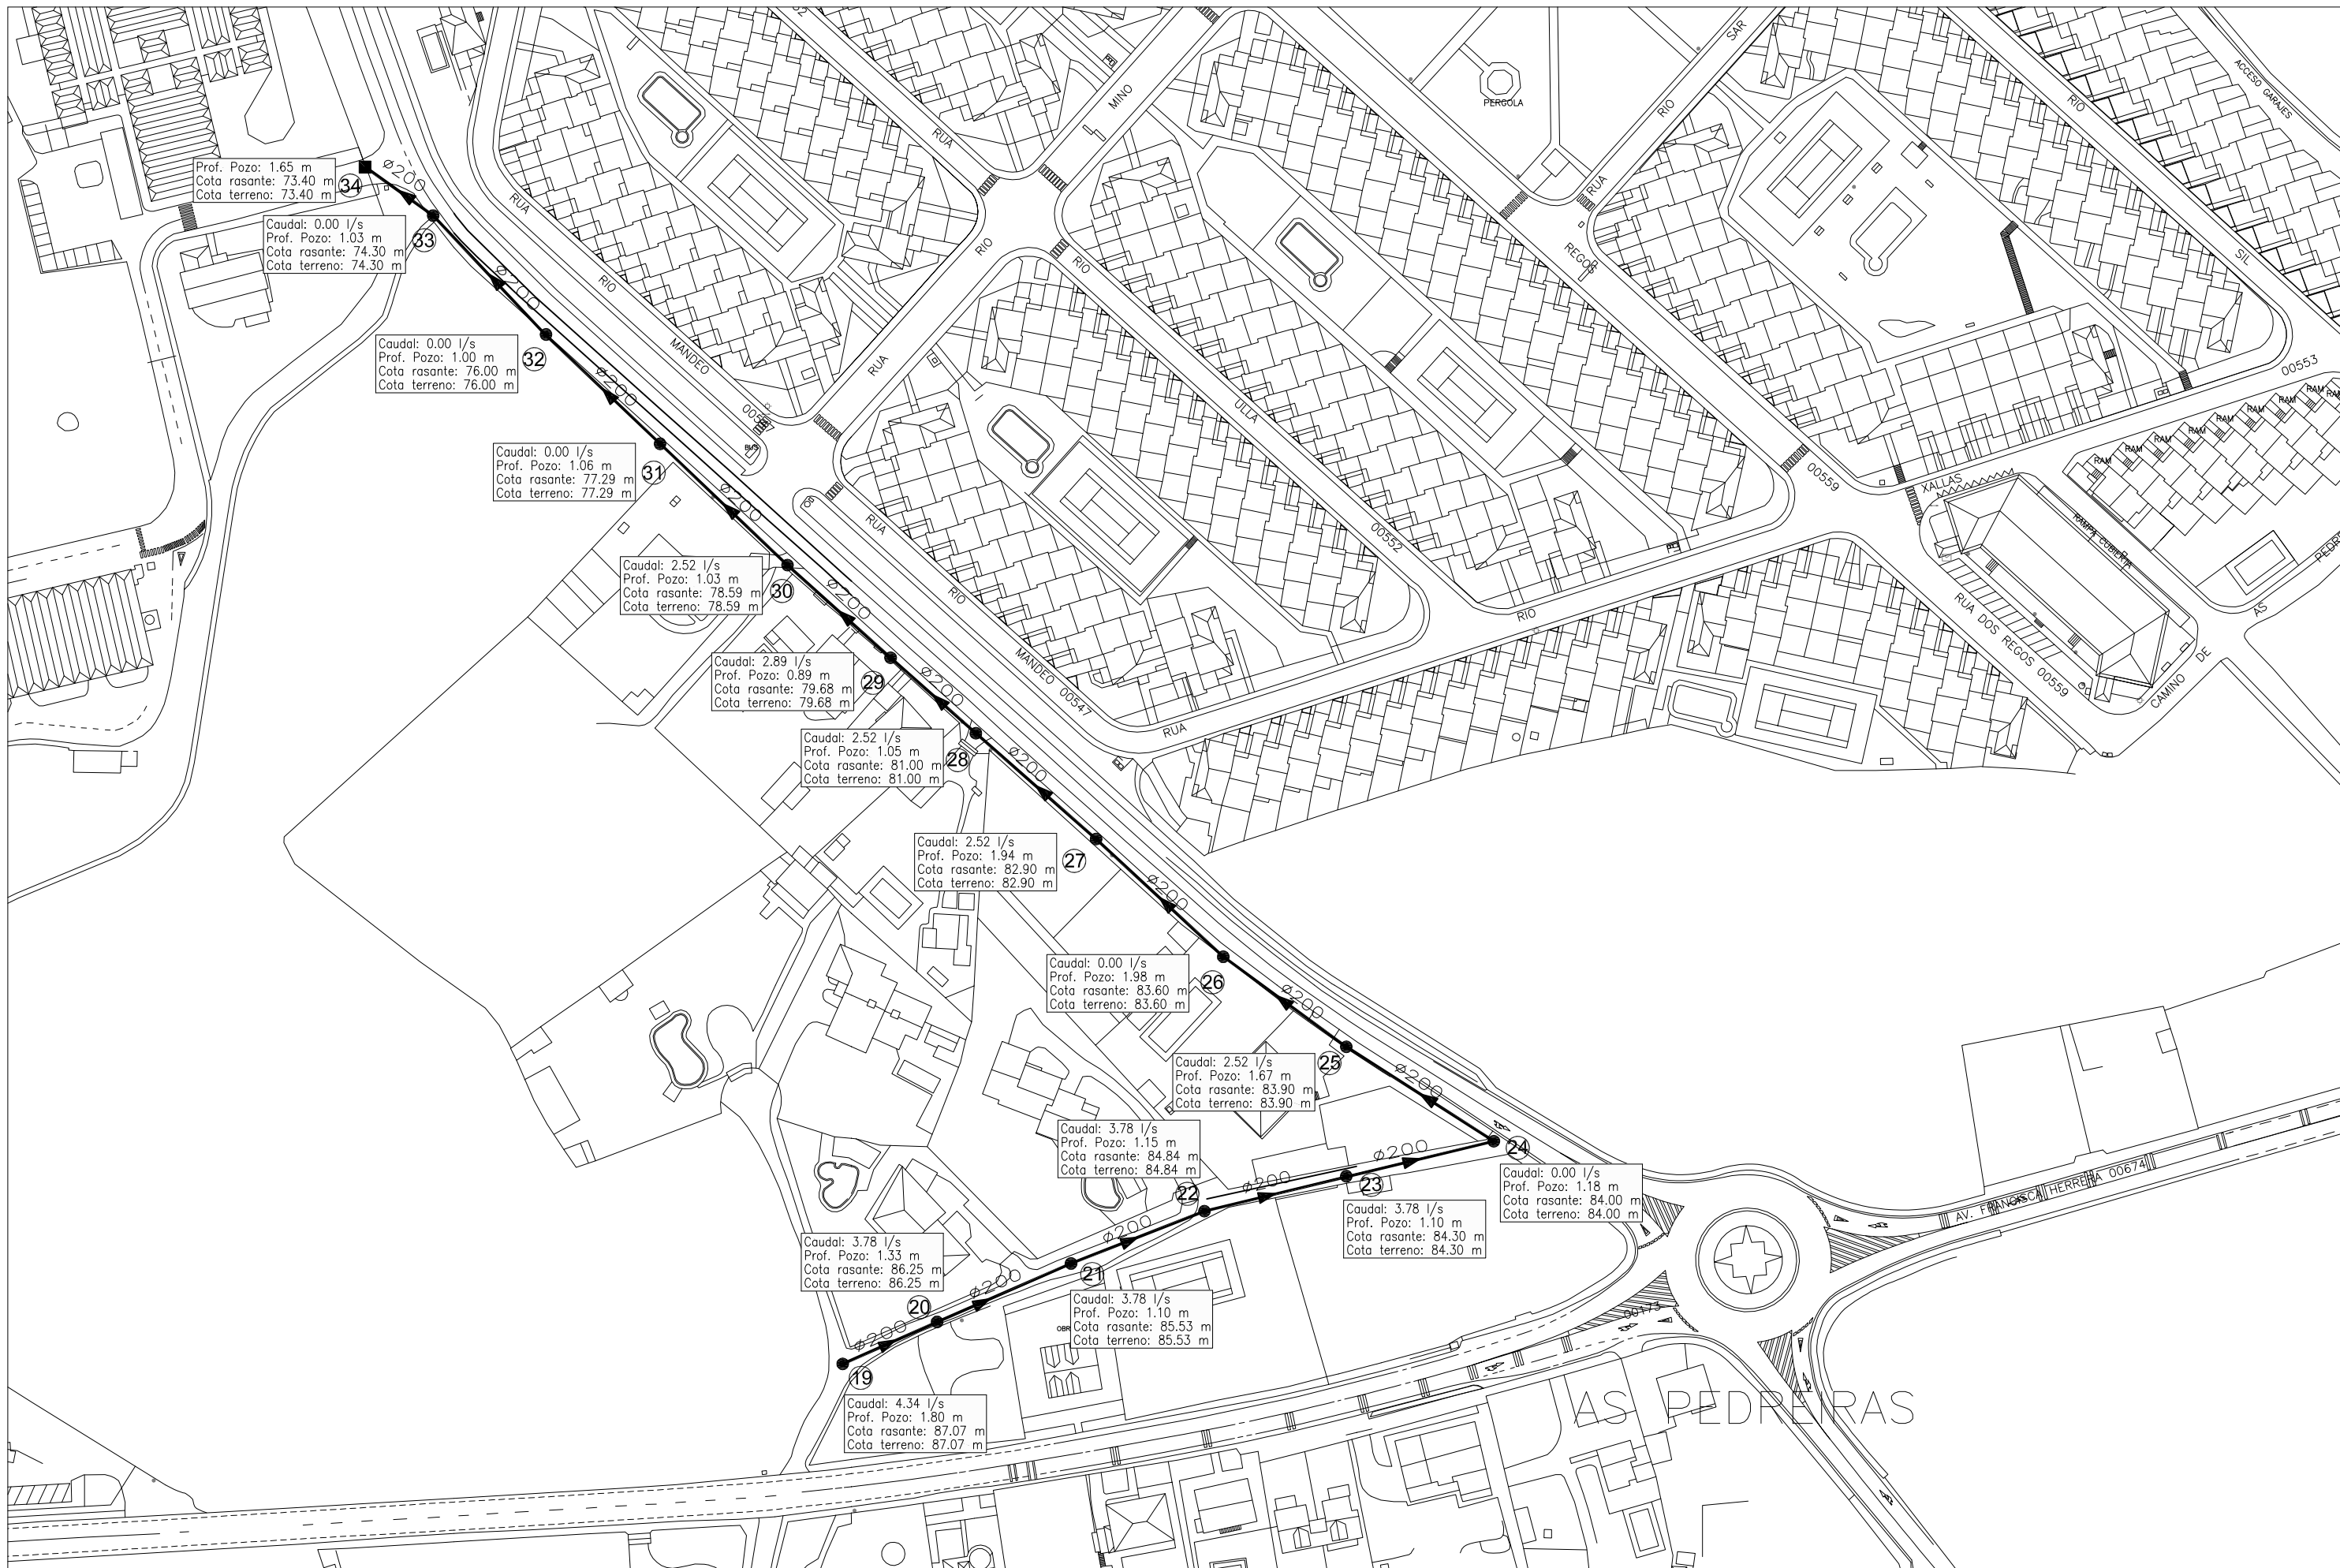 ACCESO GARAJES
SAR
RIO
MINO
RUA
PERGOLA
RIO
RIO
RUA
Prof. Pozo: 1.65 m
Cota rasante: 73.40 m
Cota terreno: 73.40 m
34
ø200
Caudal: 0.00 l/s
Prof. Pozo: 1.03 m
Cota rasante: 74.30 m
Cota terreno: 74.30 m
33
ø200
RUA
RIO
MANDEO
RIO
RUA
RIO
ULLA
00552
REGOS
SIL
00553
Caudal: 0.00 l/s
Prof. Pozo: 1.00 m
Cota rasante: 76.00 m
Cota terreno: 76.00 m
32
ø200
BUS
RAM
RAM
RAM
RAM
RAM
RAM
RAM
RAM
Caudal: 0.00 l/s
Prof. Pozo: 1.06 m
Cota rasante: 77.29 m
Cota terreno: 77.29 m
31
ø200
00559
XALLAS
RAMPA CUBIERTA
RUA
RIO
MANDEO 00547
RUA
RIO
RUA DOS REGOS 00559
CAMINO
DE
AS
Caudal: 2.52 l/s
Prof. Pozo: 1.03 m
Cota rasante: 78.59 m
Cota terreno: 78.59 m
30
ø200
Caudal: 2.89 l/s
Prof. Pozo: 0.89 m
Cota rasante: 79.68 m
Cota terreno: 79.68 m
29
ø200
Caudal: 2.52 l/s
Prof. Pozo: 1.05 m
Cota rasante: 81.00 m
Cota terreno: 81.00 m
28
ø200
Caudal: 2.52 l/s
Prof. Pozo: 1.94 m
Cota rasante: 82.90 m
Cota terreno: 82.90 m
27
ø200
Caudal: 0.00 l/s
Prof. Pozo: 1.98 m
Cota rasante: 83.60 m
Cota terreno: 83.60 m
26
ø200
Caudal: 2.52 l/s
Prof. Pozo: 1.67 m
Cota rasante: 83.90 m
Cota terreno: 83.90 m
25
ø200
Caudal: 3.78 l/s
Prof. Pozo: 1.15 m
Cota rasante: 84.84 m
Cota terreno: 84.84 m
22
ø200
ø200
24
Caudal: 0.00 l/s
Prof. Pozo: 1.18 m
Cota rasante: 84.00 m
Cota terreno: 84.00 m
23
Caudal: 3.78 l/s
Prof. Pozo: 1.10 m
Cota rasante: 84.30 m
Cota terreno: 84.30 m
AV. FRANCISCA HERRERA 00674
Caudal: 3.78 l/s
Prof. Pozo: 1.33 m
Cota rasante: 86.25 m
Cota terreno: 86.25 m
20
ø200
ø200
ø200
21
Caudal: 3.78 l/s
Prof. Pozo: 1.10 m
Cota rasante: 85.53 m
Cota terreno: 85.53 m
00173
19
Caudal: 4.34 l/s
Prof. Pozo: 1.80 m
Cota rasante: 87.07 m
Cota terreno: 87.07 m
AS PEDREIRAS